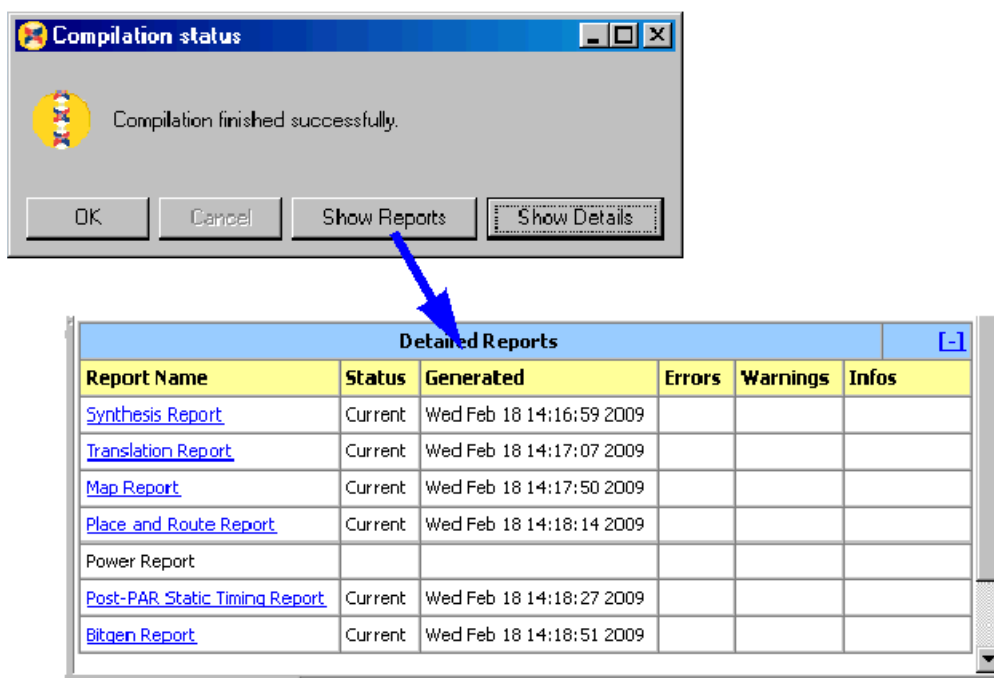 Compilation status
Compilation finished successfully.
OK Cancel Show Reports Show Details
Detailed Reports [-]
Report Name Status Generated Errors Warnings Infos
Synthesis Report Current Wed Feb 18 14:16:59 2009
Translation Report Current Wed Feb 18 14:17:07 2009
Map Report Current Wed Feb 18 14:17:50 2009
Place and Route Report Current Wed Feb 18 14:18:14 2009
Power Report
Post-PAR Static Timing Report Current Wed Feb 18 14:18:27 2009
Bitgen Report Current Wed Feb 18 14:18:51 2009